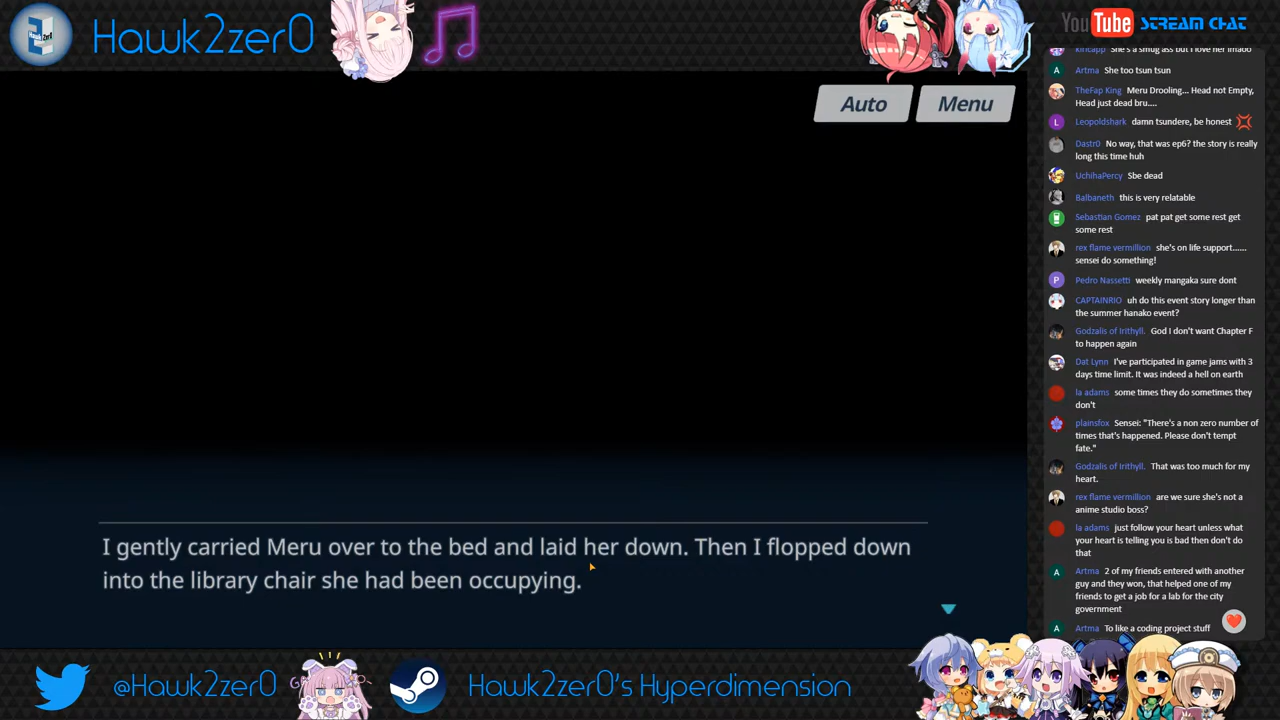 Hawk2zer0
YouTube STREAM CHAT
Auto
Menu
kincapp She's a smug ass but I love her lmaoo
Artma She too tsun tsun
TheFap King Meru Drooling... Head not Empty,
Head just dead bru....
Leopoldshark damn tsundere, be honest
Dastr0 No way, that was ep6? the story is really
long this time huh
UchihaPercy Sbe dead
Balbaneth this is very relatable
Sebastian Gomez pat pat get some rest get
some rest
rex flame vermillion she's on life support......
sensei do something!
Pedro Nassetti weekly mangaka sure dont
CAPTAINRIO uh do this event story longer than
the summer hanako event?
Godzalis of Irithyll. God I don't want Chapter F
to happen again
Dat Lynn I've participated in game jams with 3
days time limit. It was indeed a hell on earth
la adams some times they do sometimes they
don't
plainsfox Sensei: "There's a non zero number of
times that's happened. Please don't tempt
fate."
Godzalis of Irithyll. That was too much for my
heart.
rex flame vermillion are we sure she's not a
anime studio boss?
la adams just follow your heart unless what
your heart is telling you is bad then don't do
that
Artma 2 of my friends entered with another
guy and they won, that helped one of my
friends to get a job for a lab for the city
government
Artma To like a coding project stuff
I gently carried Meru over to the bed and laid her down. Then I flopped down
into the library chair she had been occupying.
@Hawk2zer0
Hawk2zer0's Hyperdimension